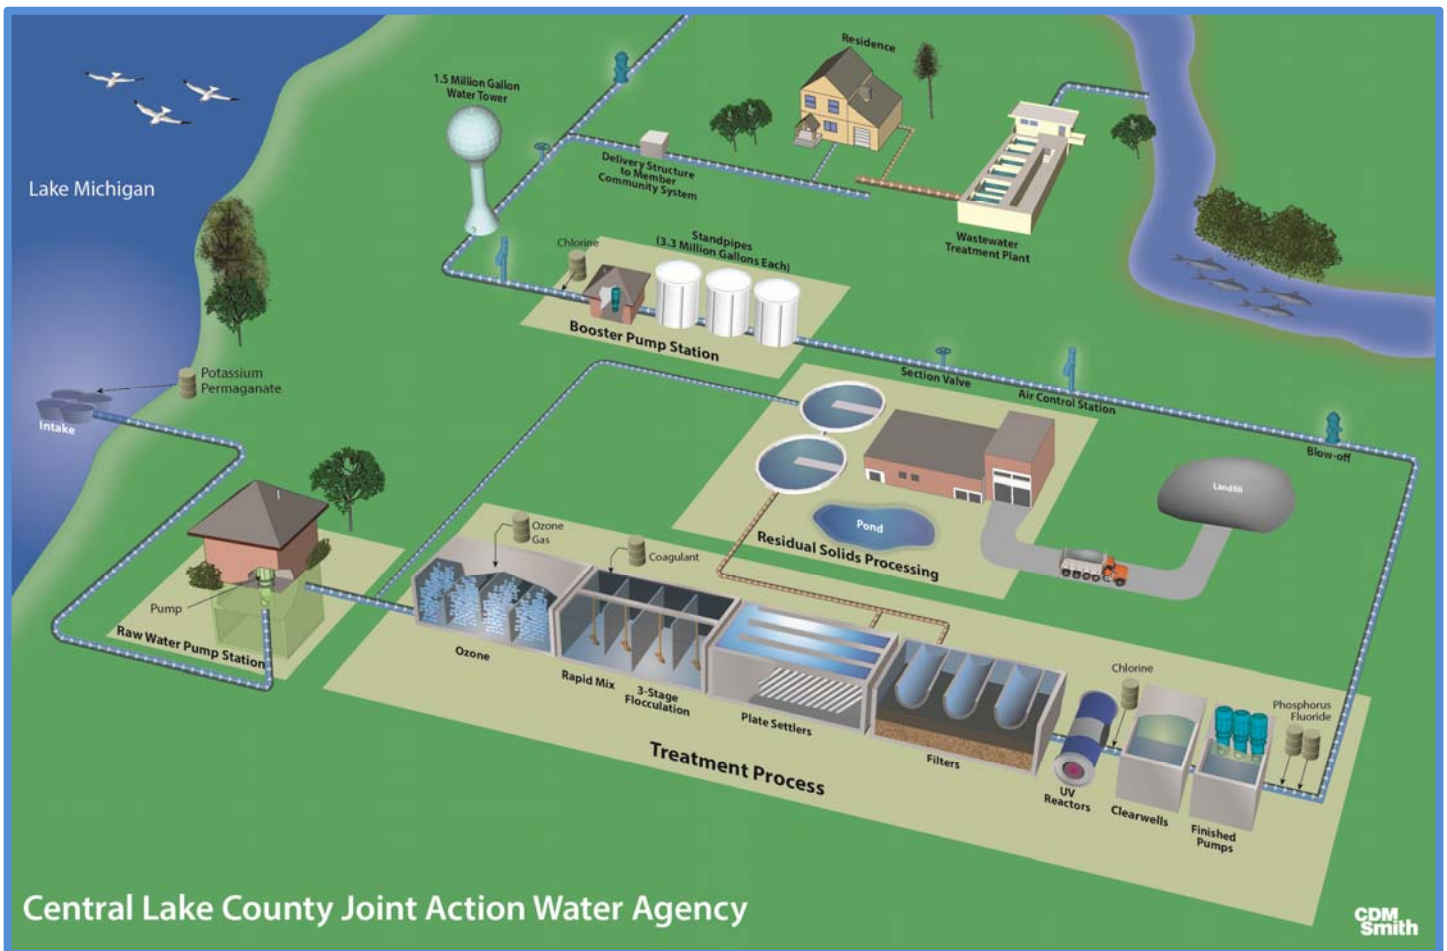 Residence
1.5 Million Gallon
Water Tower
Delivery Structure
to Member
Community System
Lake Michigan
Wastewater
Treatment Plant
Standpipes
(3.3 Million Gallons Each)
Chlorine
Booster Pump Station
Section Valve
Air Control Station
Blow-off
Potassium
Permaganate
Intake
Landfill
Pond
Residual Solids Processing
Ozone
Gas
Coagulant
Pump
Raw Water Pump Station
Ozone
Rapid Mix
3-Stage
Flocculation
Plate Settlers
Filters
Chlorine
Phosphorus
Fluoride
UV
Reactors
Clearwells
Finished
Pumps
Treatment Process
Central Lake County Joint Action Water Agency
CDM
Smith